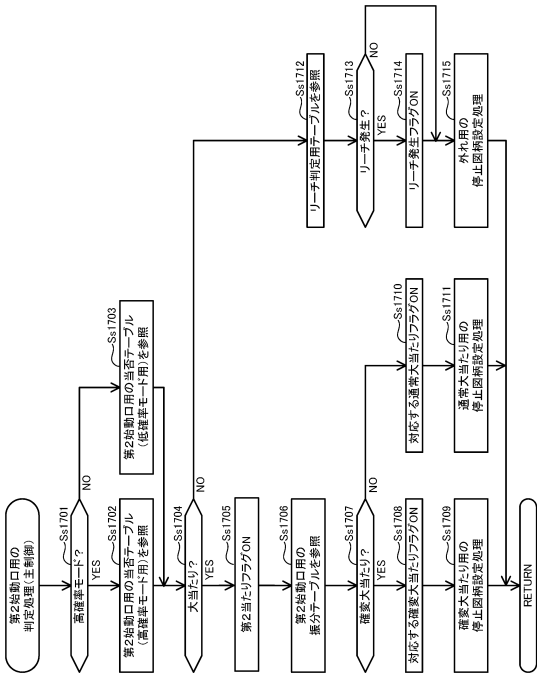 第2始動口用の
判定処理(主制御)
Ss1701
高確率モード?
NO
YES
Ss1702
第2始動口用の当否テーブル
(高確率モード用)を参照
Ss1703
第2始動口用の当否テーブル
(低確率モード用)を参照
Ss1704
大当たり?
NO
YES
Ss1705
第2当たりフラグON
Ss1706
第2始動口用の
振分テーブルを参照
Ss1707
確変大当たり?
NO
YES
Ss1708
対応する確変大当たりフラグON
Ss1709
確変大当たり用の
停止図柄設定処理
Ss1710
対応する通常大当たりフラグON
Ss1711
通常大当たり用の
停止図柄設定処理
Ss1712
リーチ判定用テーブルを参照
Ss1713
リーチ発生?
NO
YES
Ss1714
リーチ発生フラグON
Ss1715
外れ用の
停止図柄設定処理
RETURN